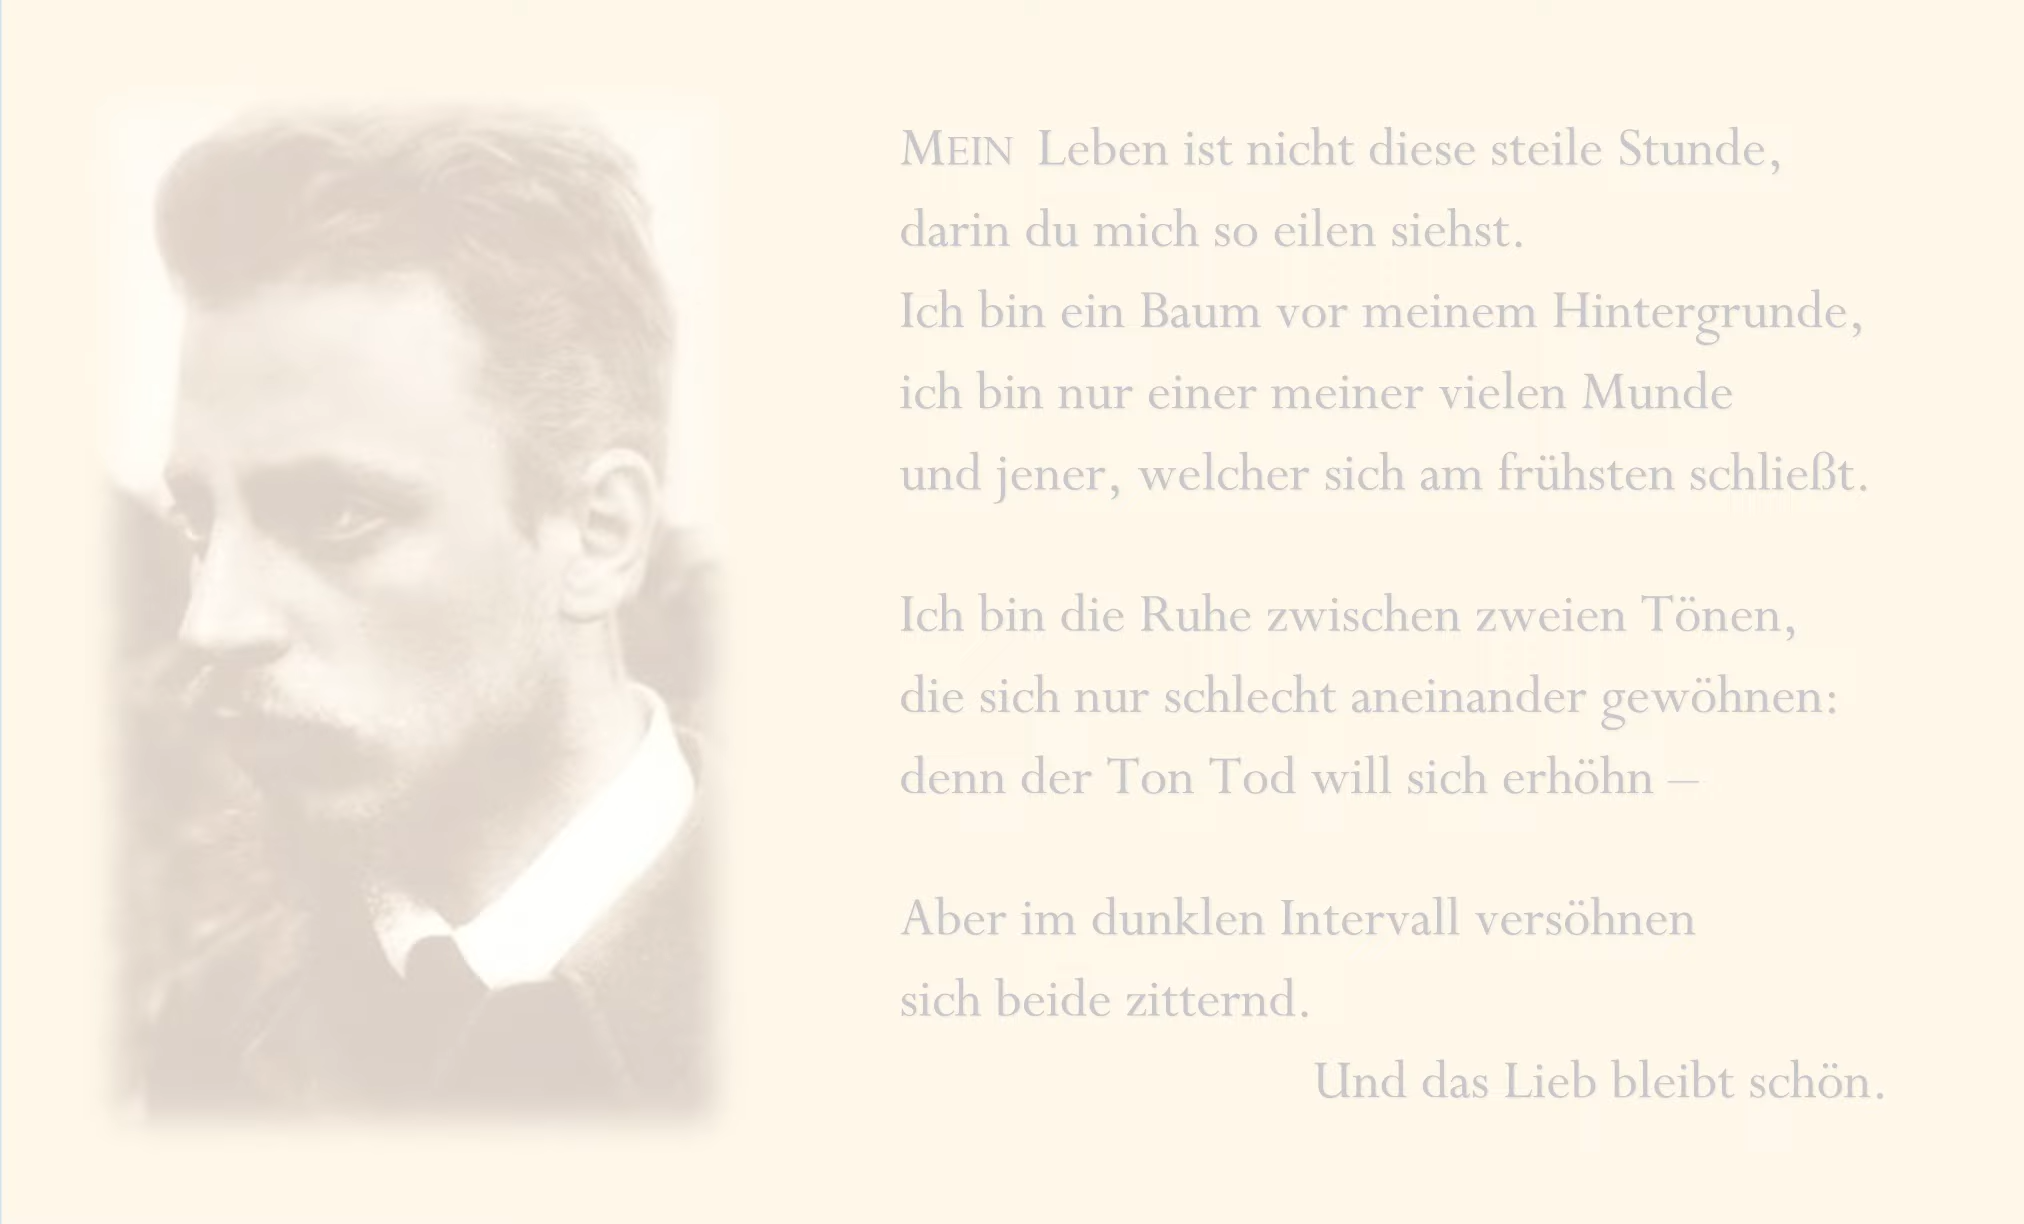 MEIN Leben ist nicht diese steile Stunde,
darin du mich so eilen siehst.
Ich bin ein Baum vor meinem Hintergrunde,
ich bin nur einer meiner vielen Munde
und jener, welcher sich am frühsten schließt.
Ich bin die Ruhe zwischen zweien Tönen,
die sich nur schlecht aneinander gewöhnen:
denn der Ton Tod will sich erhöhn –
Aber im dunklen Intervall versöhnen
sich beide zitternd.
Und das Lieb bleibt schön.